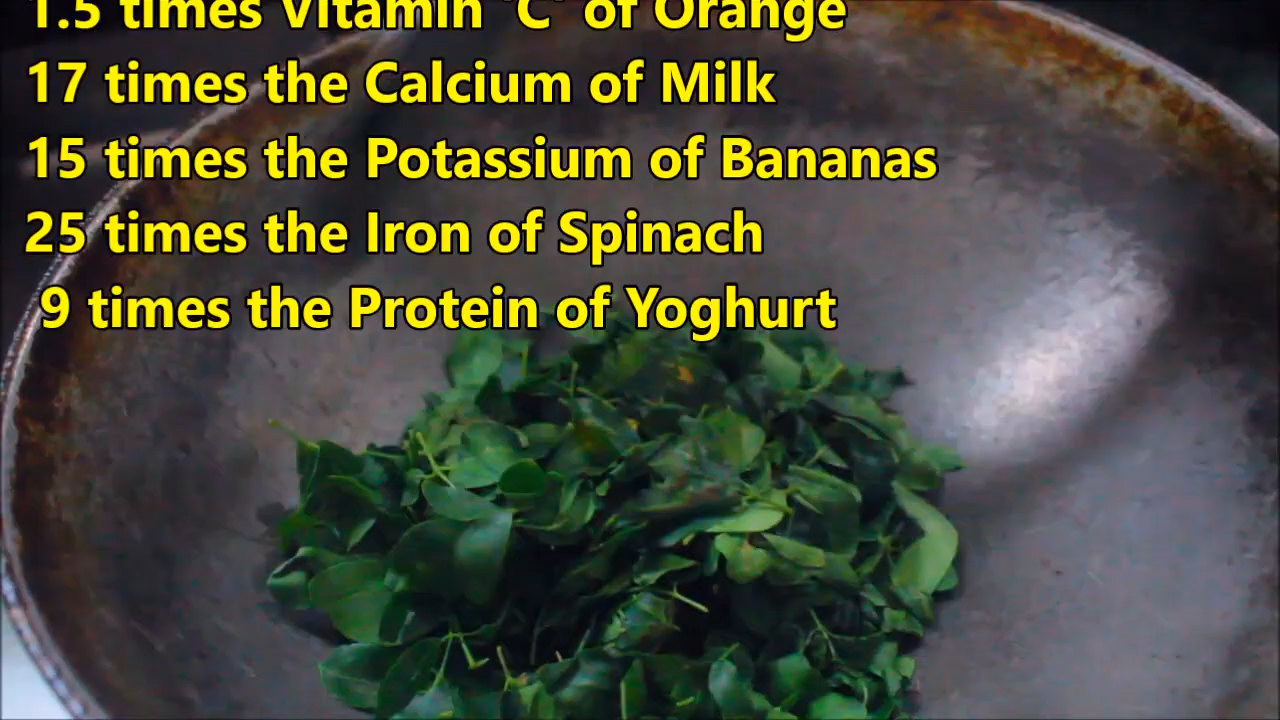 1.5 times Vitamin 'C' of Orange
17 times the Calcium of Milk
15 times the Potassium of Bananas
25 times the Iron of Spinach
9 times the Protein of Yoghurt